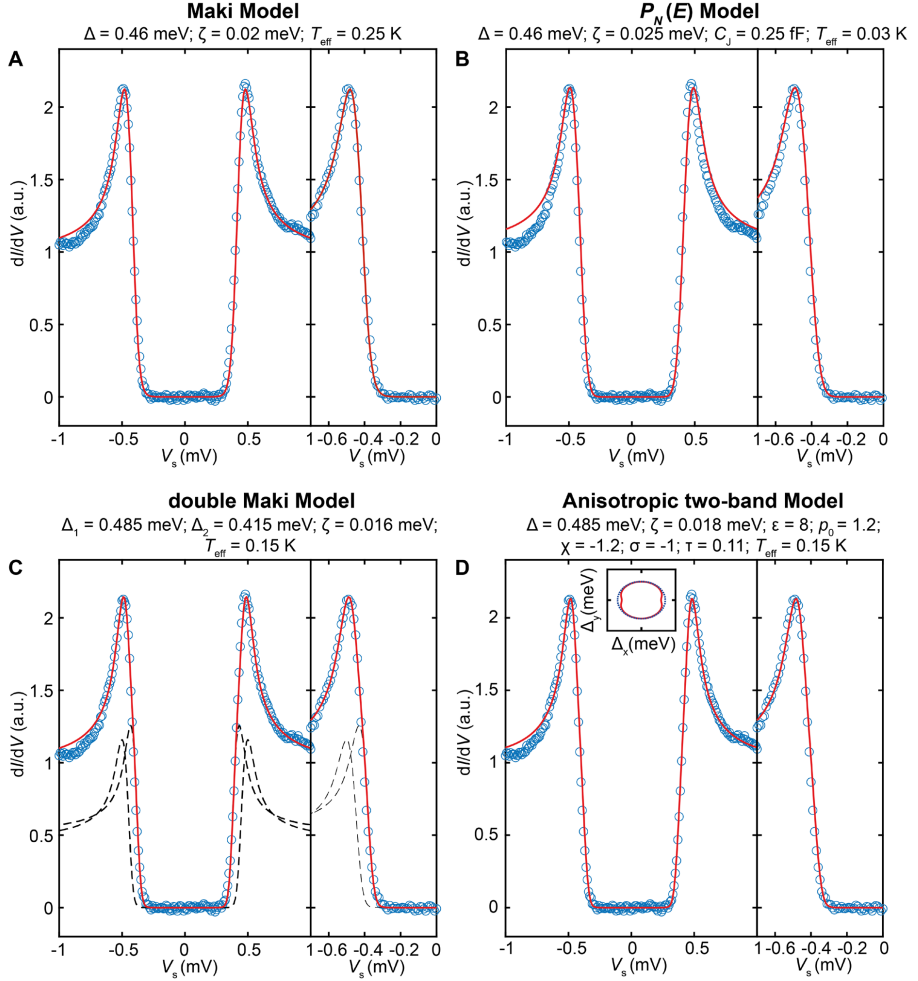 Maki Model
Δ = 0.46 meV; ζ = 0.02 meV; T_eff = 0.25 K
A
dI/dV (a.u.)
2
1.5
1
0.5
0
-1 -0.5 0 0.5 1 -0.6 -0.4 -0.2 0
V_s (mV) V_s (mV)
P_N(E) Model
Δ = 0.46 meV; ζ = 0.025 meV; C_J = 0.25 fF; T_eff = 0.03 K
B
dI/dV (a.u.)
2
1.5
1
0.5
0
-1 -0.5 0 0.5 1 -0.6 -0.4 -0.2 0
V_s (mV) V_s (mV)
double Maki Model
Δ_1 = 0.485 meV; Δ_2 = 0.415 meV; ζ = 0.016 meV;
T_eff = 0.15 K
C
dI/dV (a.u.)
2
1.5
1
0.5
0
-1 -0.5 0 0.5 1 -0.6 -0.4 -0.2 0
V_s (mV) V_s (mV)
Anisotropic two-band Model
Δ = 0.485 meV; ζ = 0.018 meV; ε = 8; p_0 = 1.2;
χ = -1.2; σ = -1; τ = 0.11; T_eff = 0.15 K
D
Δ_y (meV)
Δ_x (meV)
dI/dV (a.u.)
2
1.5
1
0.5
0
-1 -0.5 0 0.5 1 -0.6 -0.4 -0.2 0
V_s (mV) V_s (mV)